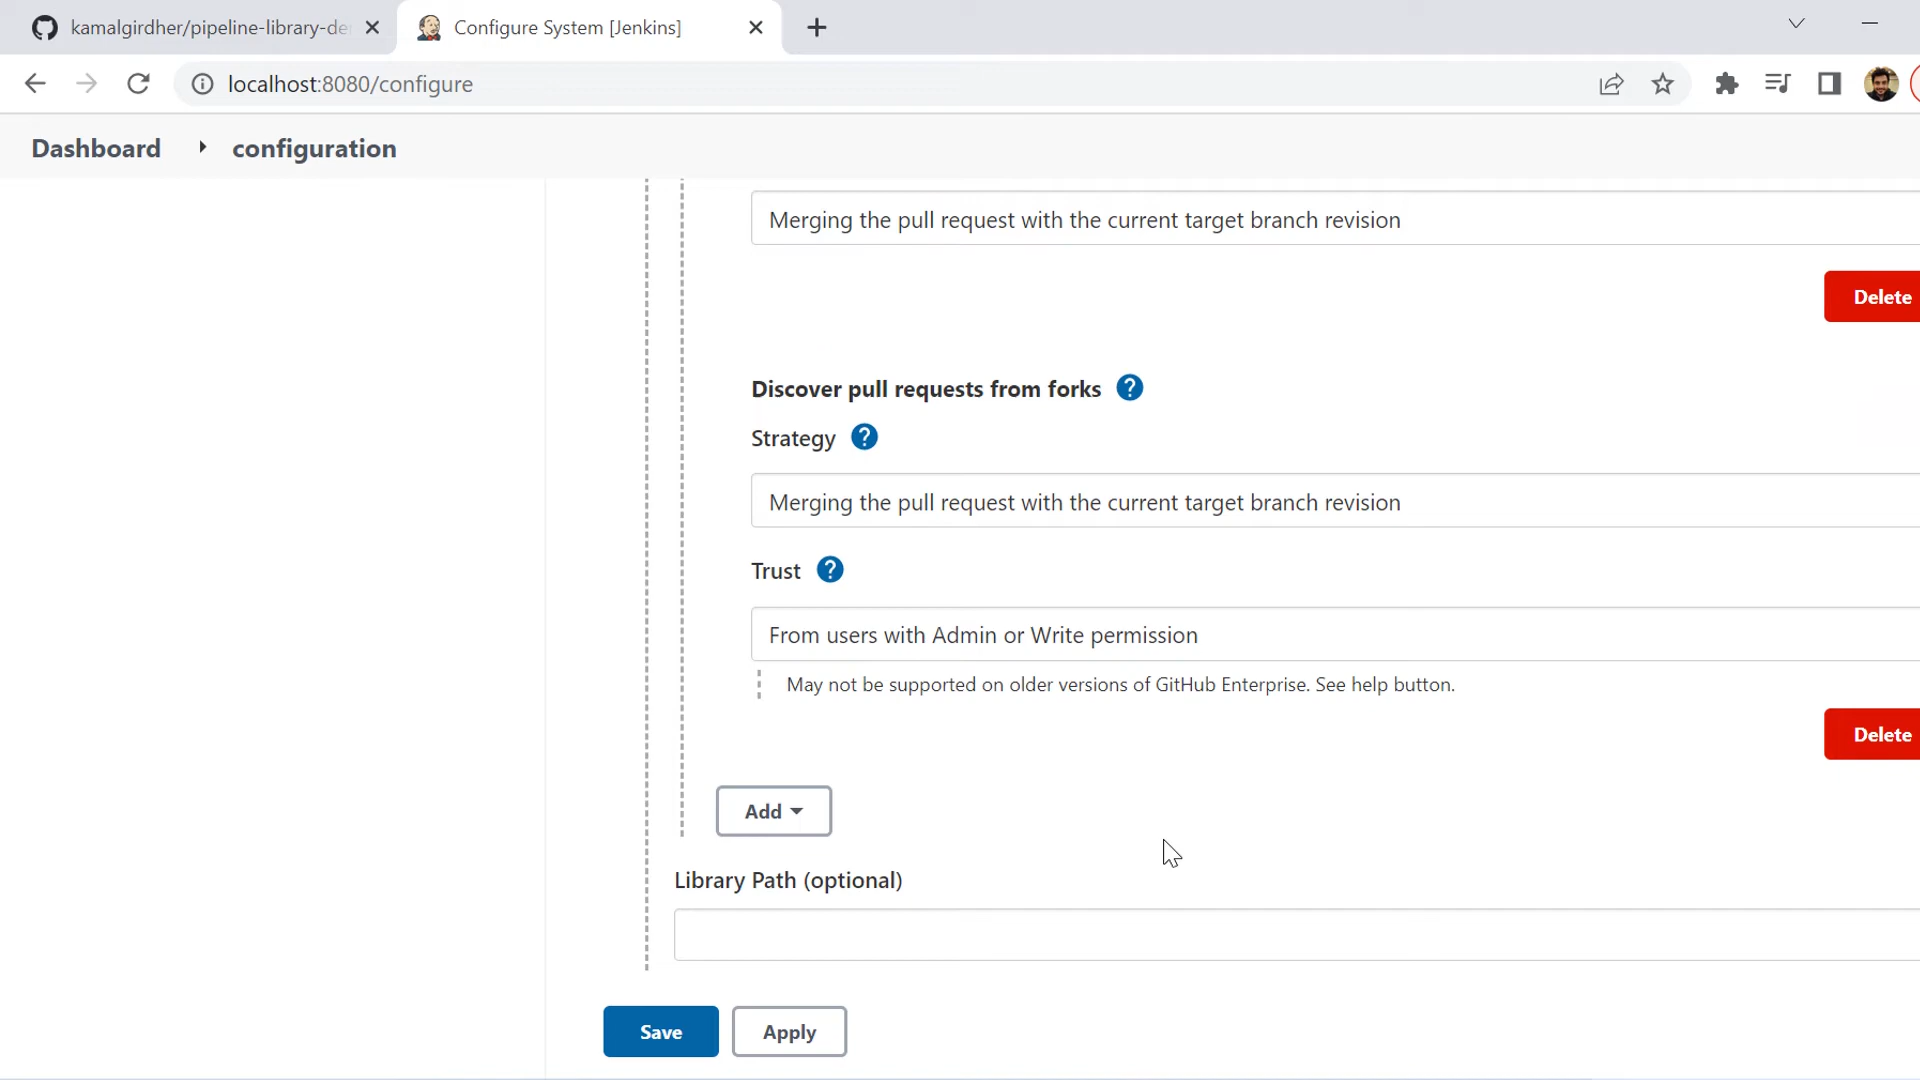 kamalgirdher/pipeline-library-de
Configure System [Jenkins]
localhost:8080/configure
Dashboard
configuration
Merging the pull request with the current target branch revision
Delete
Discover pull requests from forks ?
Strategy ?
Merging the pull request with the current target branch revision
Trust ?
From users with Admin or Write permission
May not be supported on older versions of GitHub Enterprise. See help button.
Delete
Add
Library Path (optional)
Save
Apply